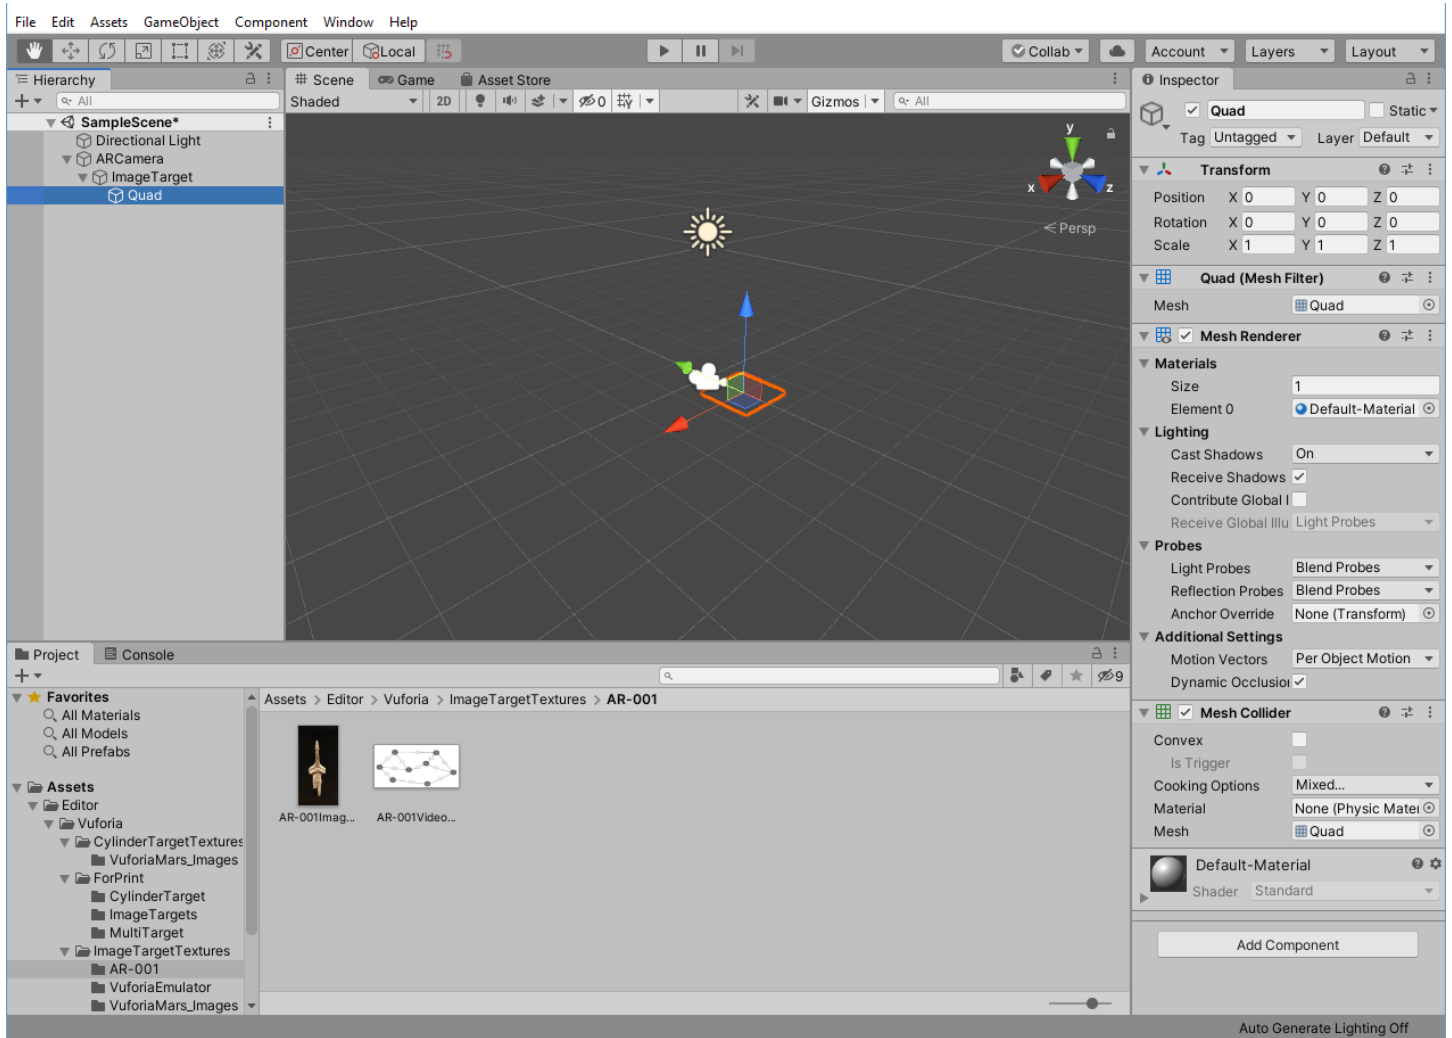 File Edit Assets GameObject Component Window Help
Center Local Collab Account Layers Layout
Hierarchy
All
SampleScene*
Directional Light
ARCamera
ImageTarget
Quad
Scene Game Asset Store
Shaded 2D 0 Gizmos All
y
x z
Persp
Inspector
Quad Static
Tag Untagged Layer Default
Transform
Position X 0 Y 0 Z 0
Rotation X 0 Y 0 Z 0
Scale X 1 Y 1 Z 1
Quad (Mesh Filter)
Mesh Quad
Mesh Renderer
Materials
Size 1
Element 0 Default-Material
Lighting
Cast Shadows On
Receive Shadows
Contribute Global I
Receive Global Illu Light Probes
Probes
Light Probes Blend Probes
Reflection Probes Blend Probes
Anchor Override None (Transform)
Additional Settings
Motion Vectors Per Object Motion
Dynamic Occlusion
Mesh Collider
Convex
Is Trigger
Cooking Options Mixed...
Material None (Physic Mater
Mesh Quad
Default-Material
Shader Standard
Add Component
Project Console
9
Favorites
All Materials
All Models
All Prefabs
Assets
Editor
Vuforia
CylinderTargetTextures
VuforiaMars_Images
ForPrint
CylinderTarget
ImageTargets
MultiTarget
ImageTargetTextures
AR-001
VuforiaEmulator
VuforiaMars_Images
Assets > Editor > Vuforia > ImageTargetTextures > AR-001
AR-001Imag... AR-001Video...
Auto Generate Lighting Off